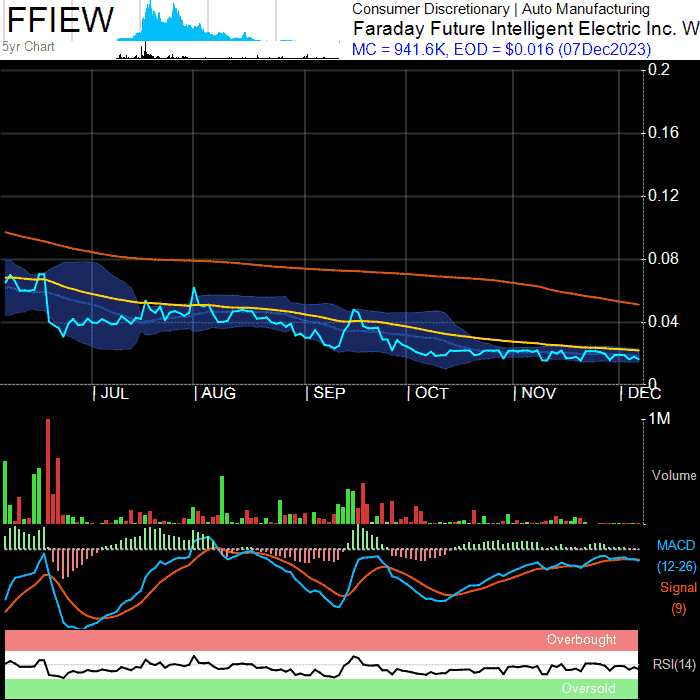 FFIEW
5yr Chart
Consumer Discretionary | Auto Manufacturing
Faraday Future Intelligent Electric Inc. W
MC = 941.6K, EOD = $0.016 (07Dec2023)
0.2
0.16
0.12
0.08
0.04
0
| JUL | AUG | SEP | OCT | NOV | DEC
1M
Volume
MACD
(12-26)
Signal
(9)
Overbought
RSI(14)
Oversold